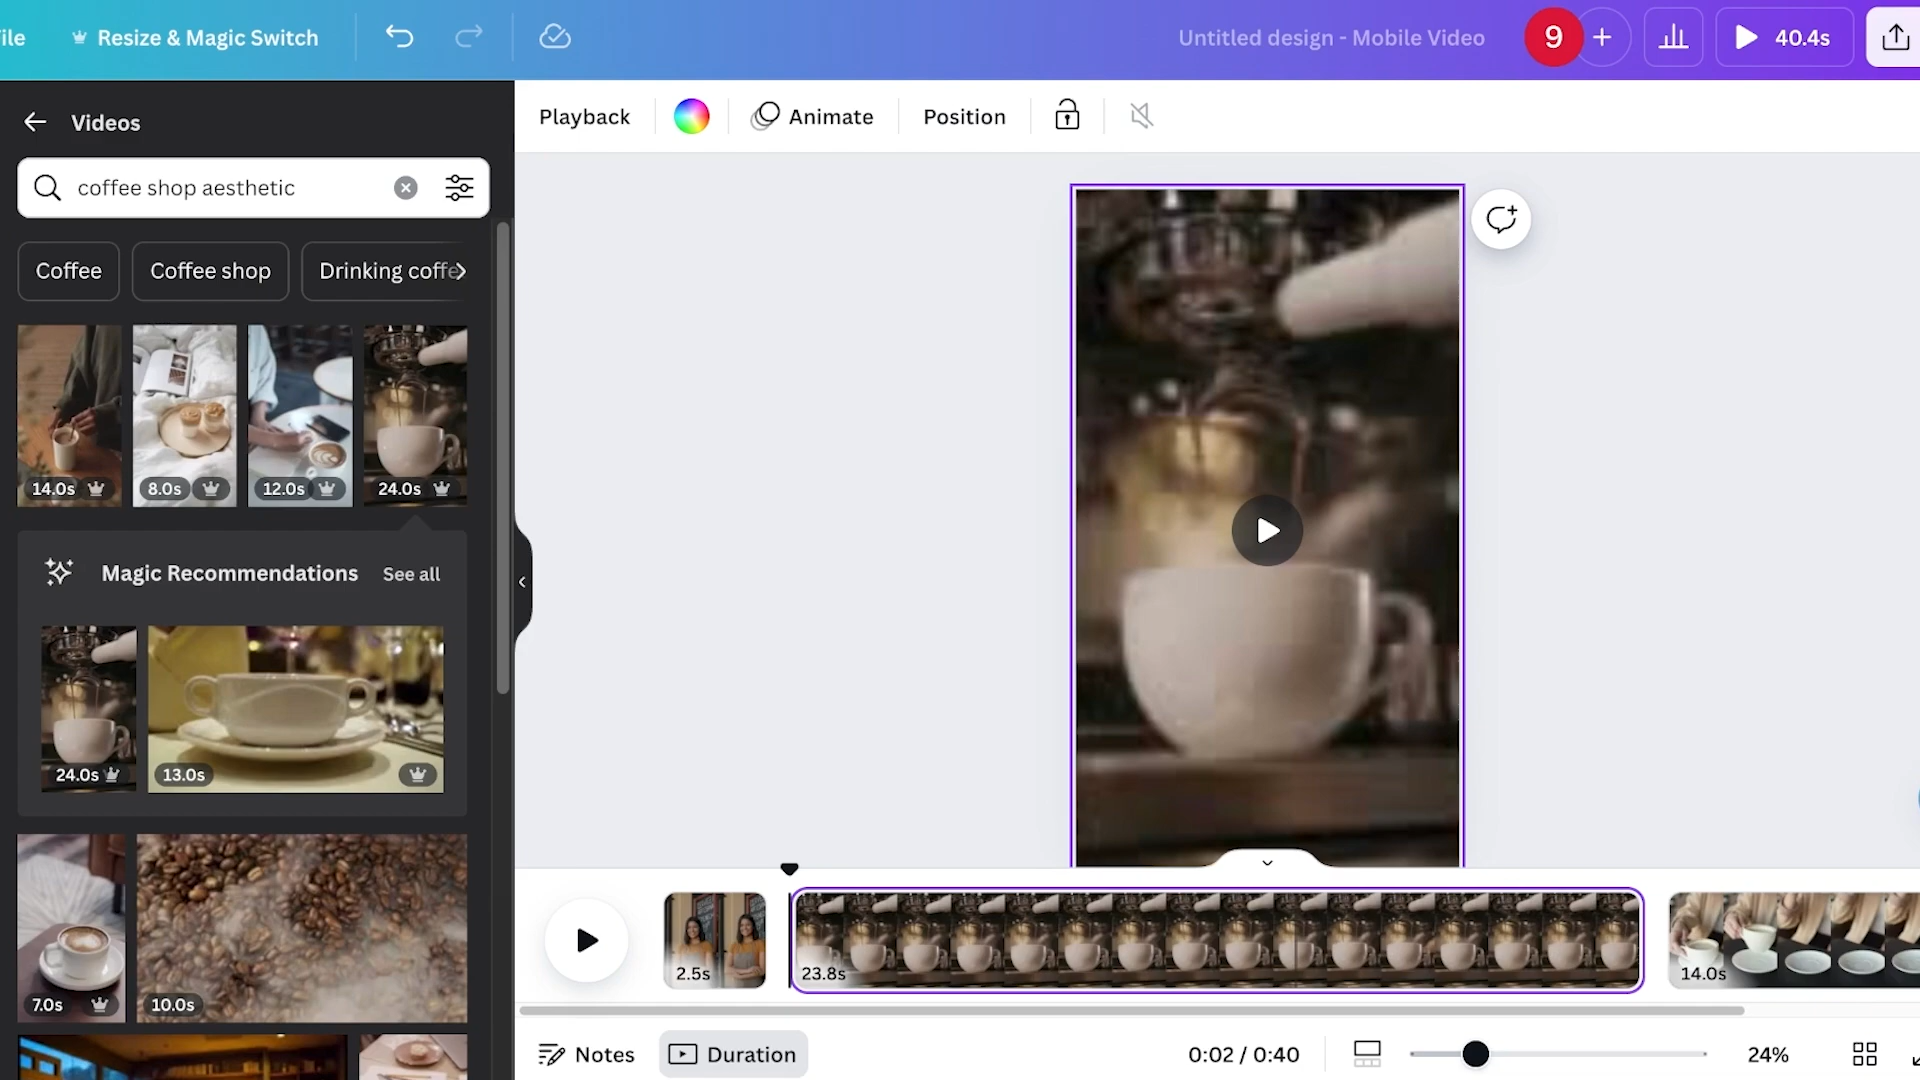 ile
Resize & Magic Switch
Untitled design - Mobile Video
9
40.4s
Videos
Playback
Animate
Position
coffee shop aesthetic
Coffee
Coffee shop
Drinking coffe
14.0s
8.0s
12.0s
24.0s
Magic Recommendations
See all
24.0s
13.0s
7.0s
10.0s
2.5s
23.8s
14.0s
Notes
Duration
0:02 / 0:40
24%